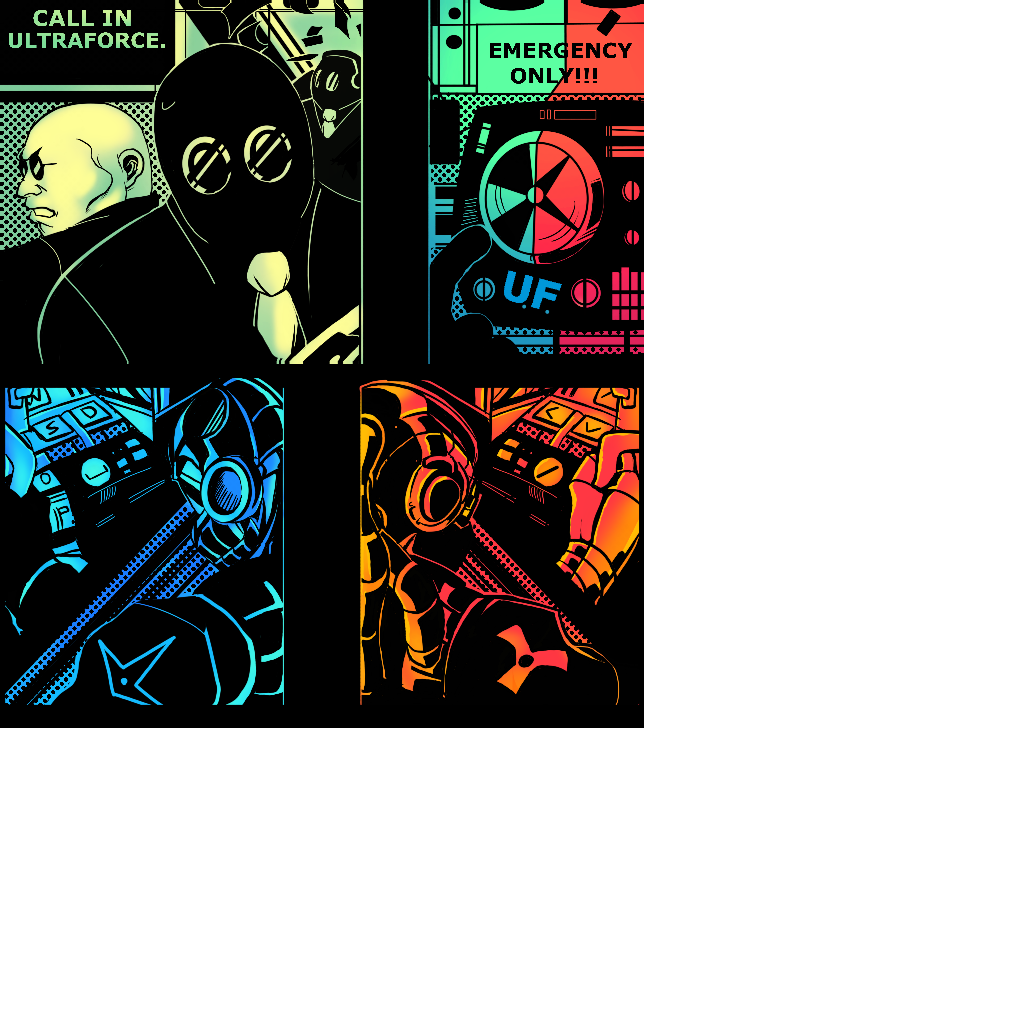 CALL IN
ULTRAFORCE.
EMERGENCY
ONLY!!!
U.F.
S D
D